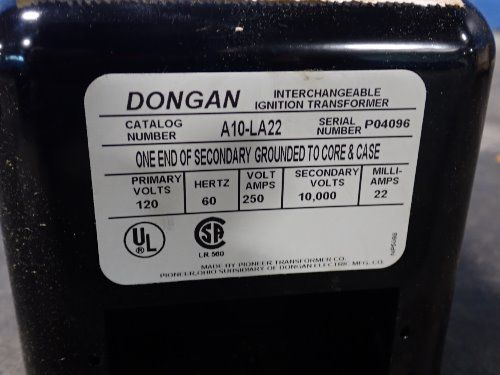 DONGAN INTERCHANGEABLE
IGNITION TRANSFORMER
CATALOG NUMBER A10-LA22 SERIAL NUMBER P04096
ONE END OF SECONDARY GROUNDED TO CORE & CASE
PRIMARY VOLTS HERTZ VOLT AMPS SECONDARY VOLTS MILLI-AMPS
120 60 250 10,000 22
UL SA
LR 560
MADE BY PIONEER TRANSFORMER CO.
PIONEER, OHIO SUBSIDIARY OF DONGAN ELECTRIC MFG. CO.